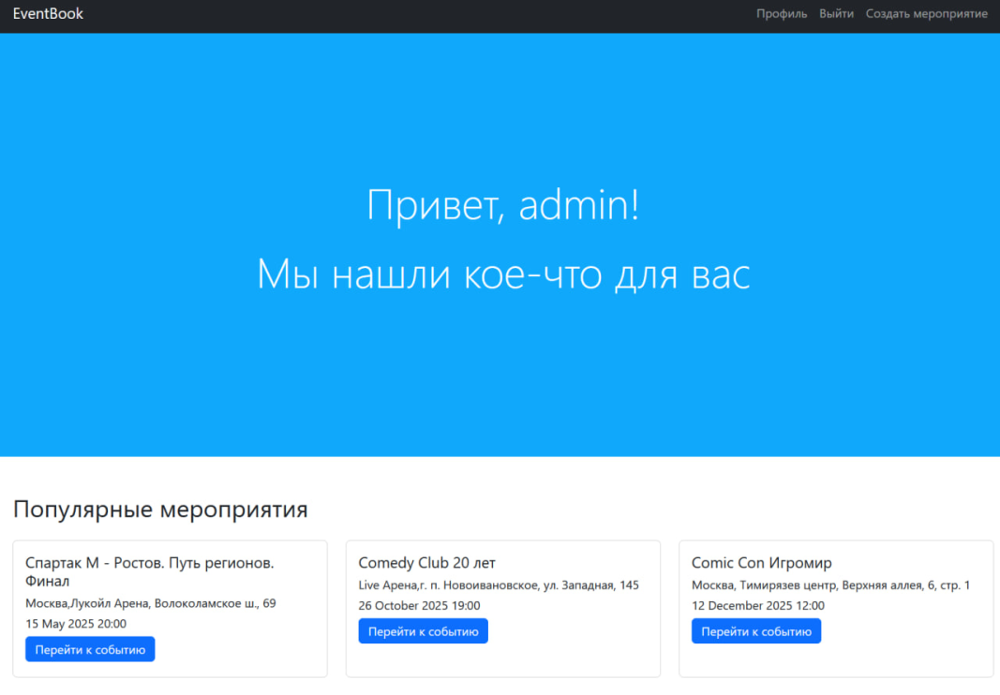 EventBook
Профиль Выйти Создать мероприятие
Привет, admin!
Мы нашли кое-что для вас
Популярные мероприятия
Спартак М - Ростов. Путь регионов.
Финал
Москва,Лукойл Арена, Волоколамское ш., 69
15 May 2025 20:00
Перейти к событию
Comedy Club 20 лет
Live Арена,г. п. Новоивановское, ул. Западная, 145
26 October 2025 19:00
Перейти к событию
Comic Con Игромир
Москва, Тимирязев центр, Верхняя аллея, 6, стр. 1
12 December 2025 12:00
Перейти к событию